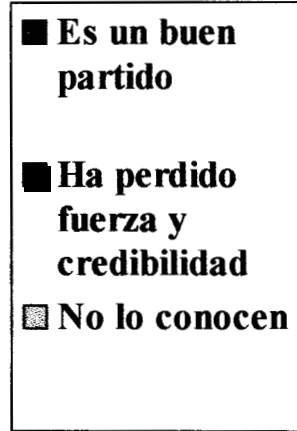 Es un buen
partido
Ha perdido
fuerza y
credibilidad
No lo conocen